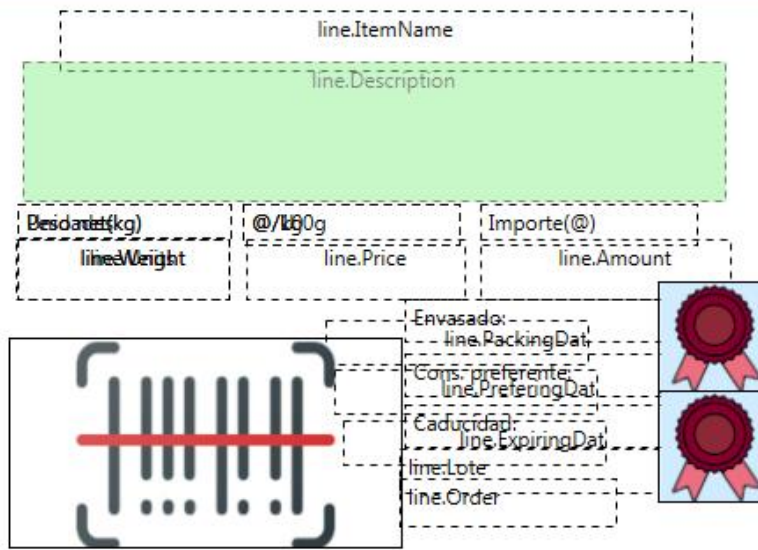 line.ItemName
line.Description
Importe(@)
line.Price
line.Amount
Envasado:
line.PackingDat
Cons. preferente:
line.PreferingDat
Caducidad:
line.ExpiringDat
line.Lote
line.Order